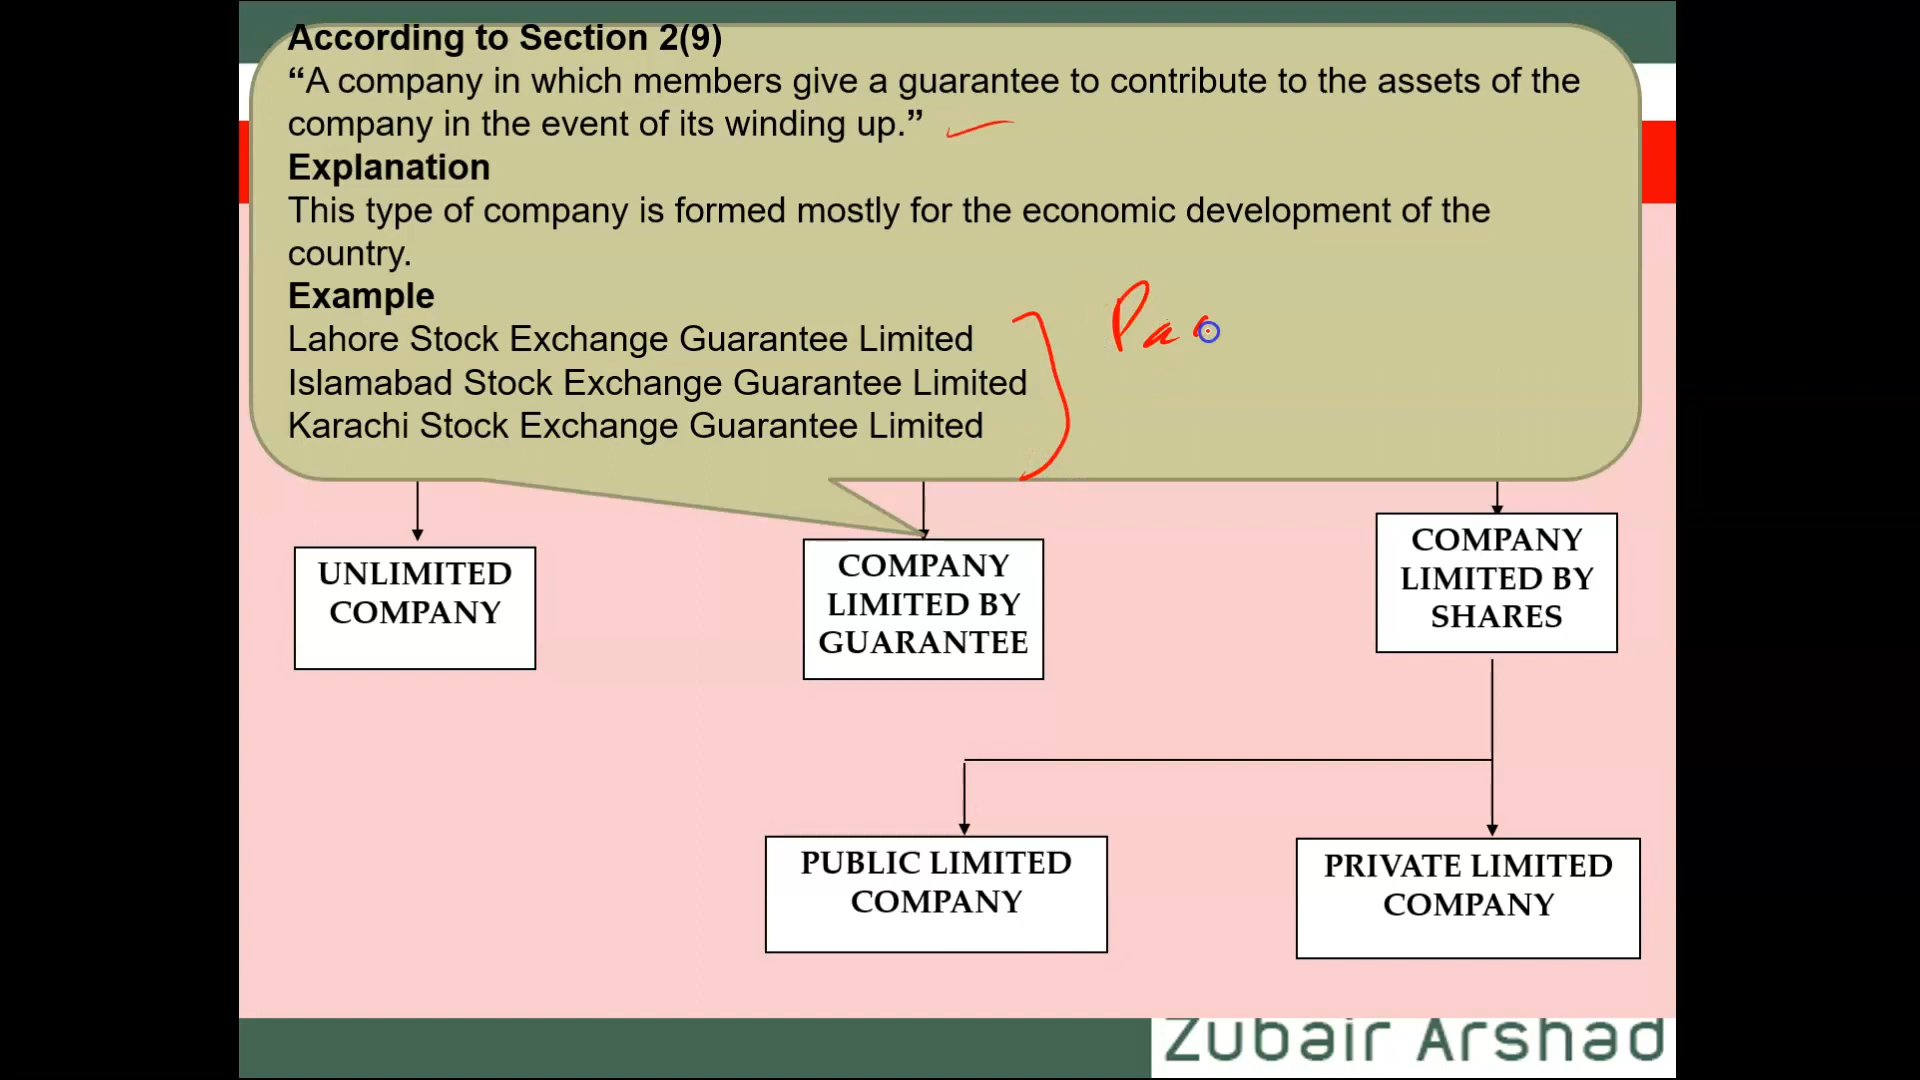 According to Section 2(9)
“A company in which members give a guarantee to contribute to the assets of the
company in the event of its winding up.”
Explanation
This type of company is formed mostly for the economic development of the
country.
Example
Lahore Stock Exchange Guarantee Limited
Islamabad Stock Exchange Guarantee Limited
Karachi Stock Exchange Guarantee Limited
UNLIMITED
COMPANY
COMPANY
LIMITED BY
GUARANTEE
COMPANY
LIMITED BY
SHARES
PUBLIC LIMITED
COMPANY
PRIVATE LIMITED
COMPANY
Zubair Arshad